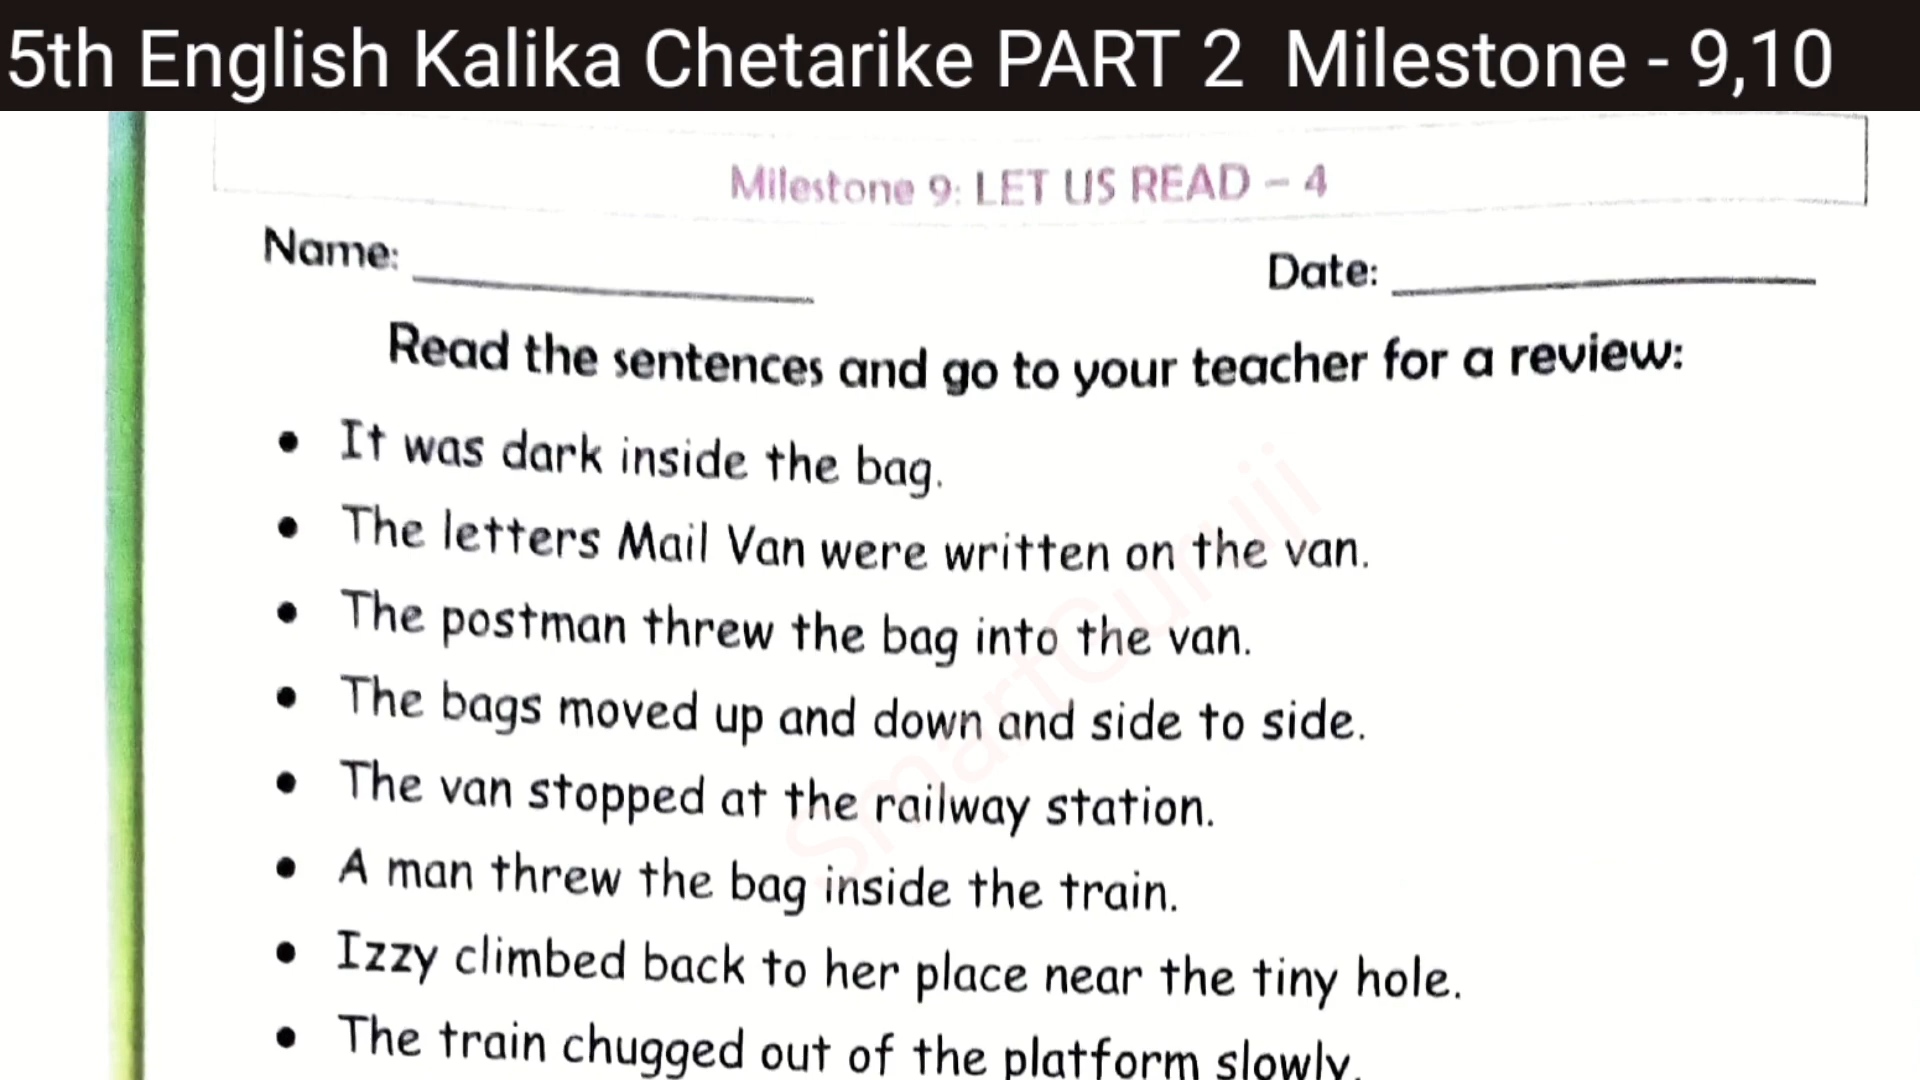 5th English Kalika Chetarike PART 2 Milestone - 9,10
Milestone 9: LET US READ – 4
Name: ____________ Date: ____________
Read the sentences and go to your teacher for a review:
• It was dark inside the bag.
• The letters Mail Van were written on the van.
• The postman threw the bag into the van.
• The bags moved up and down and side to side.
• The van stopped at the railway station.
• A man threw the bag inside the train.
• Izzy climbed back to her place near the tiny hole.
• The train chugged out of the platform slowly.
SmartGuruji